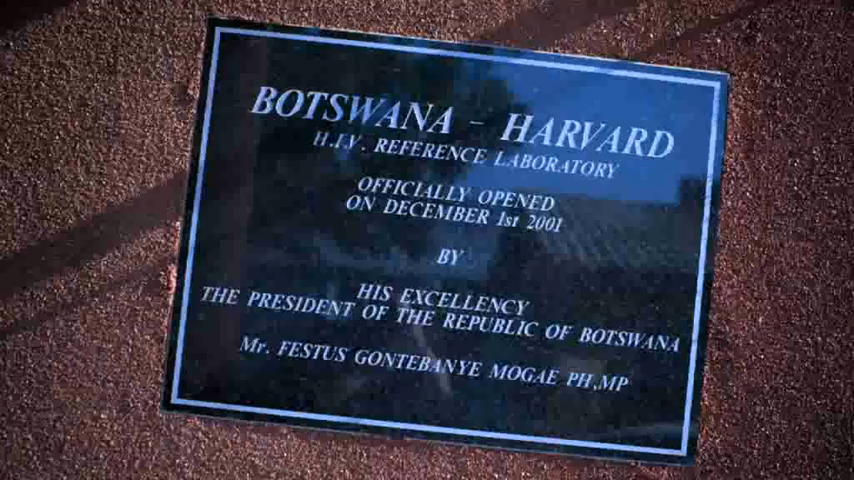 BOTSWANA - HARVARD
H.I.V. REFERENCE LABORATORY
OFFICIALLY OPENED
ON DECEMBER 1st 2001
BY
HIS EXCELLENCY
THE PRESIDENT OF THE REPUBLIC OF BOTSWANA
Mr. FESTUS GONTEBANYE MOGAE PH,MP